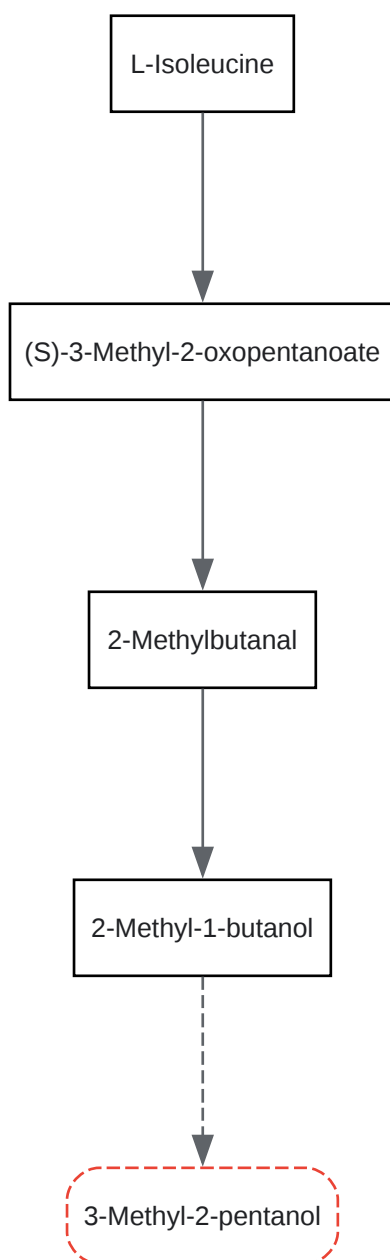 L-Isoleucine
(S)-3-Methyl-2-oxopentanoate
2-Methylbutanal
2-Methyl-1-butanol
3-Methyl-2-pentanol